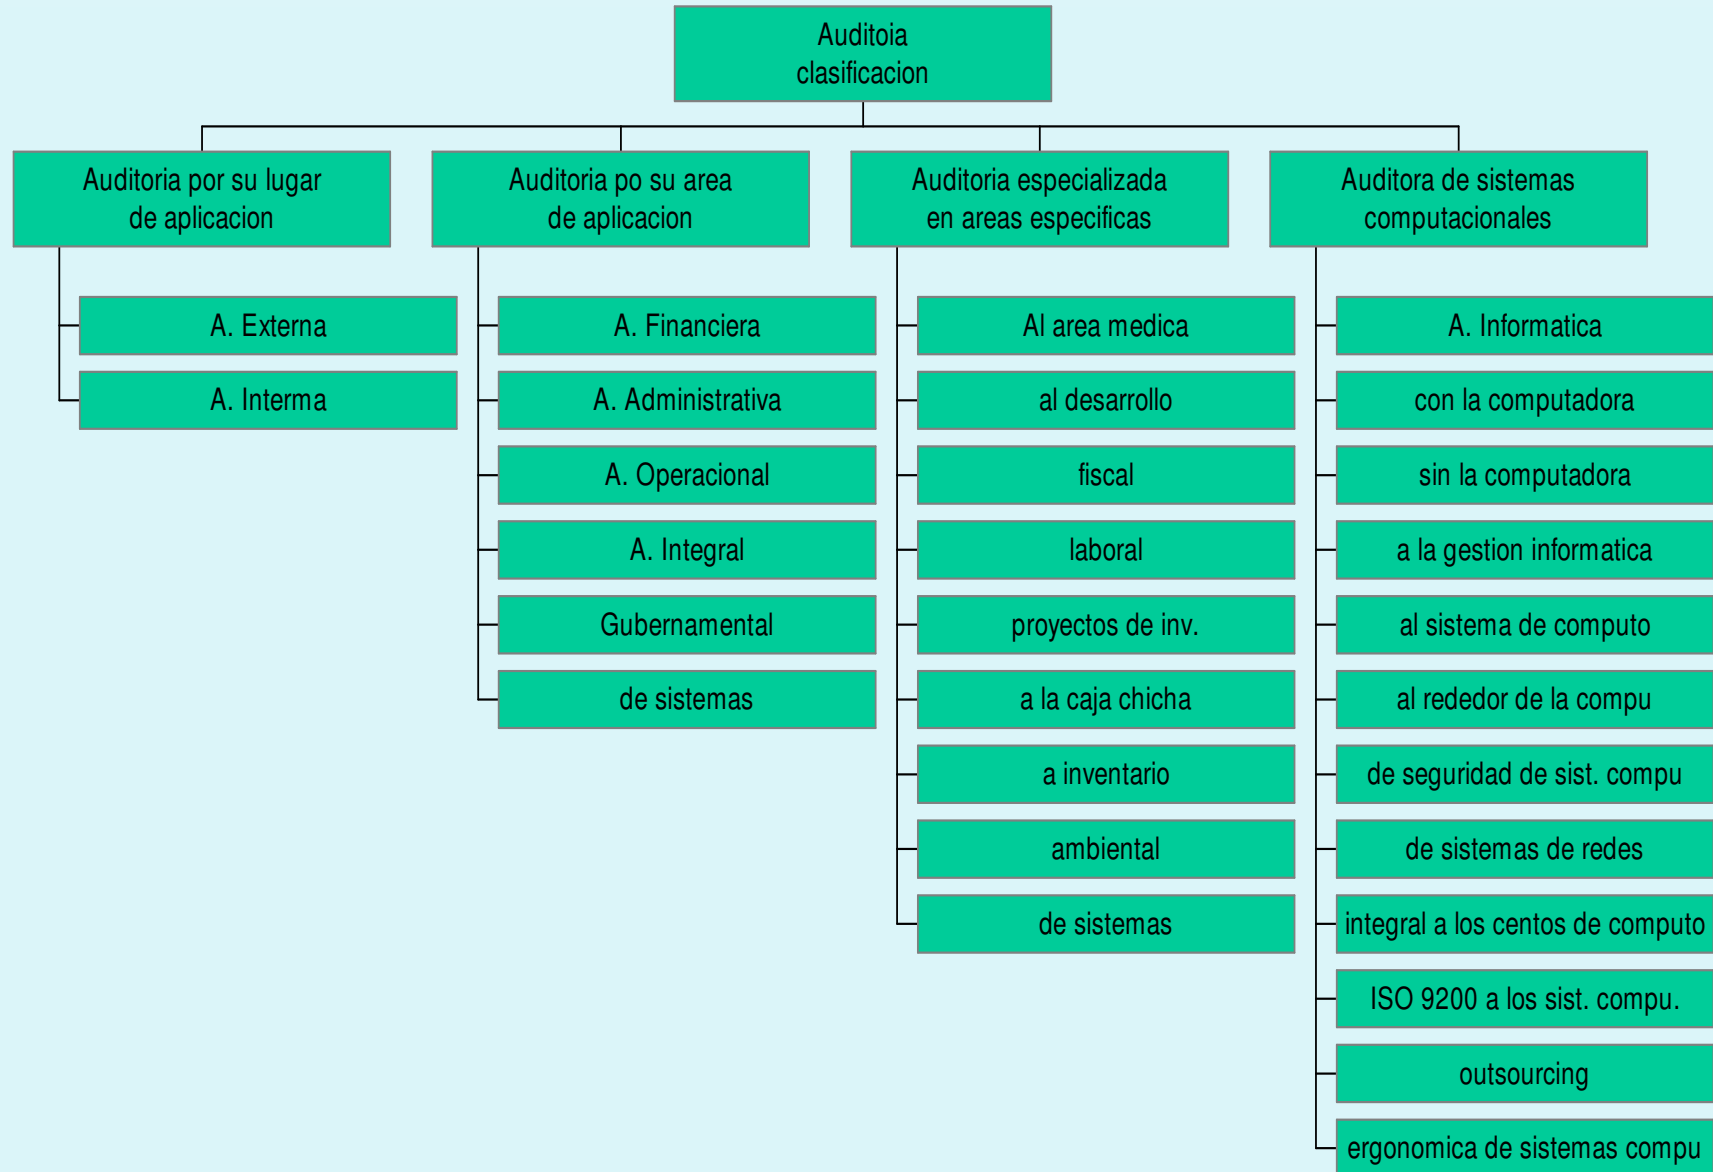 Auditoia
clasificacion
Auditoria por su lugar
de aplicacion
A. Externa
A. Interma
Auditoria po su area
de aplicacion
A. Financiera
A. Administrativa
A. Operacional
A. Integral
Gubernamental
de sistemas
Auditoria especializada
en areas especificas
Al area medica
al desarrollo
fiscal
laboral
proyectos de inv.
a la caja chicha
a inventario
ambiental
de sistemas
Auditora de sistemas
computacionales
A. Informatica
con la computadora
sin la computadora
a la gestion informatica
al sistema de computo
al rededor de la compu
de seguridad de sist. compu
de sistemas de redes
integral a los centos de computo
ISO 9200 a los sist. compu.
outsourcing
ergonomica de sistemas compu